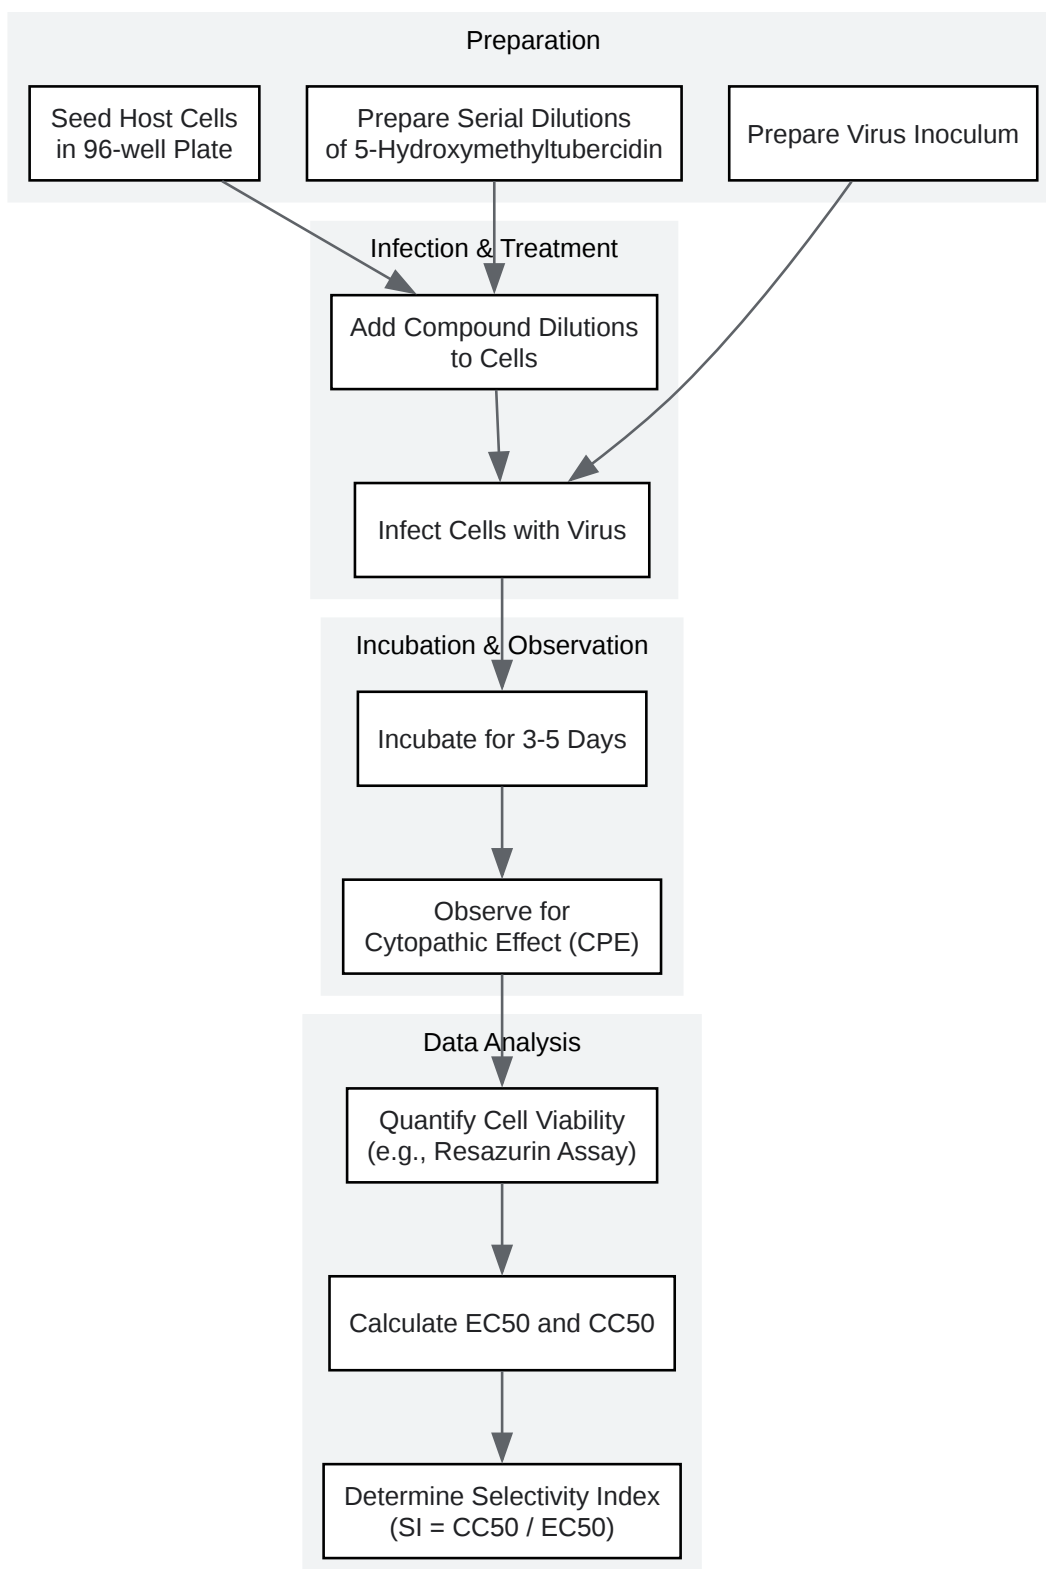 Preparation
Seed Host Cells
in 96-well Plate
Prepare Serial Dilutions
of 5-Hydroxymethyltubercidin
Prepare Virus Inoculum
Infection & Treatment
Add Compound Dilutions
to Cells
Infect Cells with Virus
Incubation & Observation
Incubate for 3-5 Days
Observe for
Cytopathic Effect (CPE)
Data Analysis
Quantify Cell Viability
(e.g., Resazurin Assay)
Calculate EC50 and CC50
Determine Selectivity Index
(SI = CC50 / EC50)